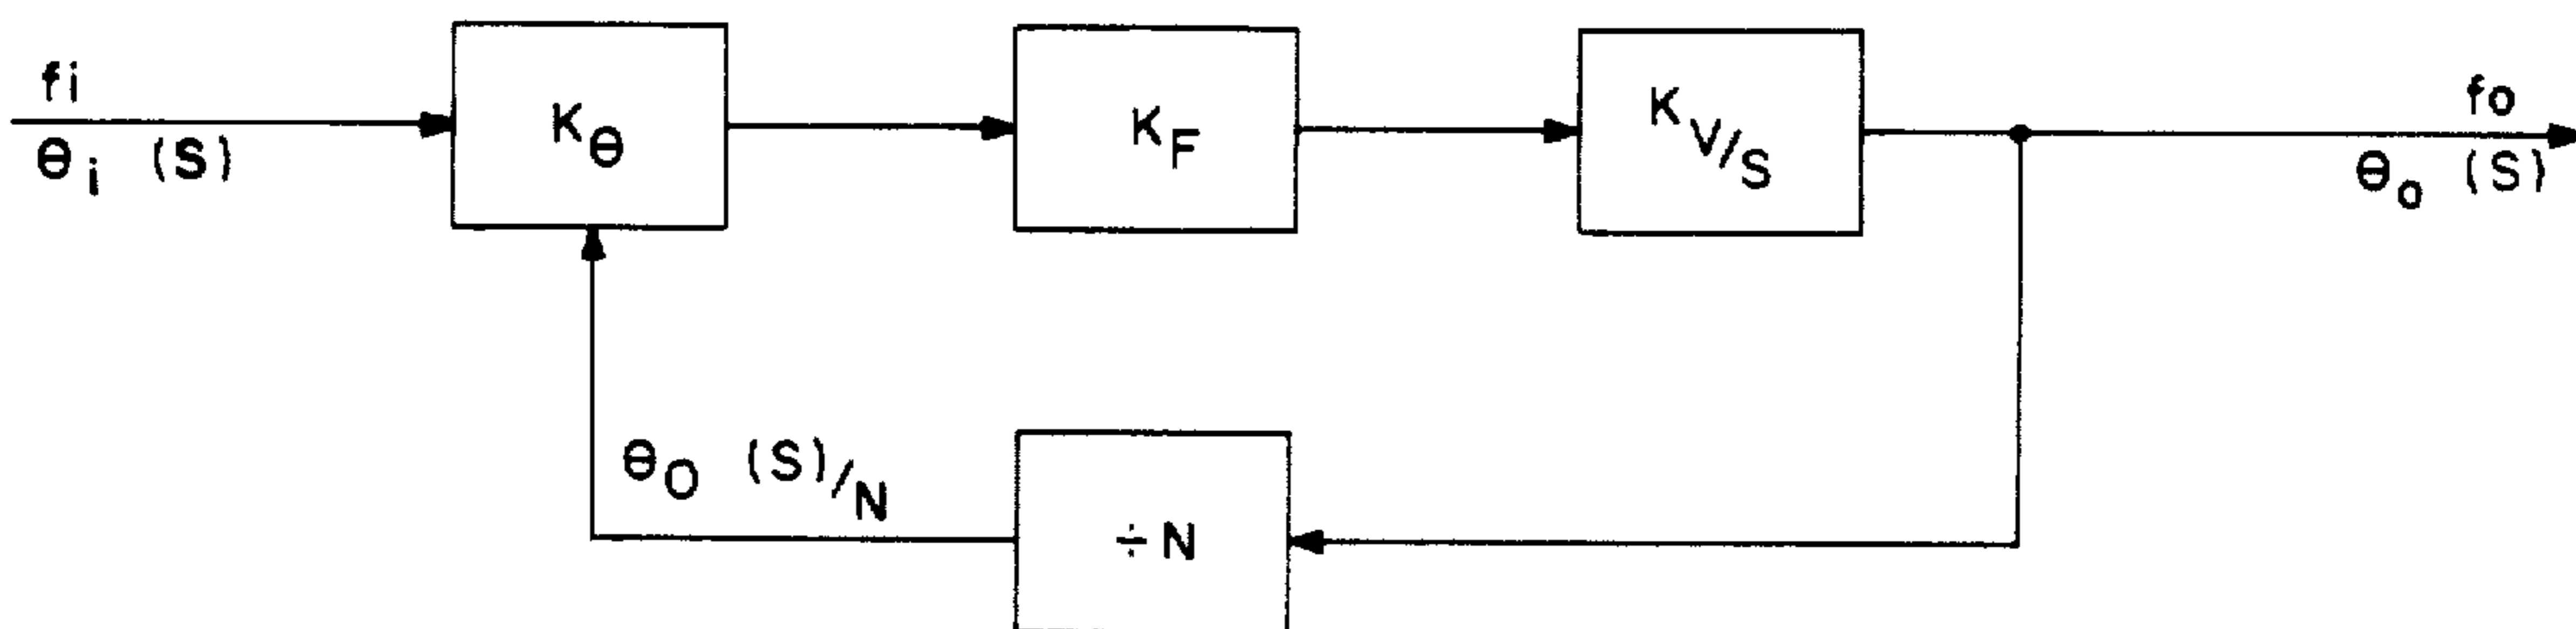 fi
θi (S)
Kθ
KF
KV/S
fo
θo (S)
θO (S)/N
÷N